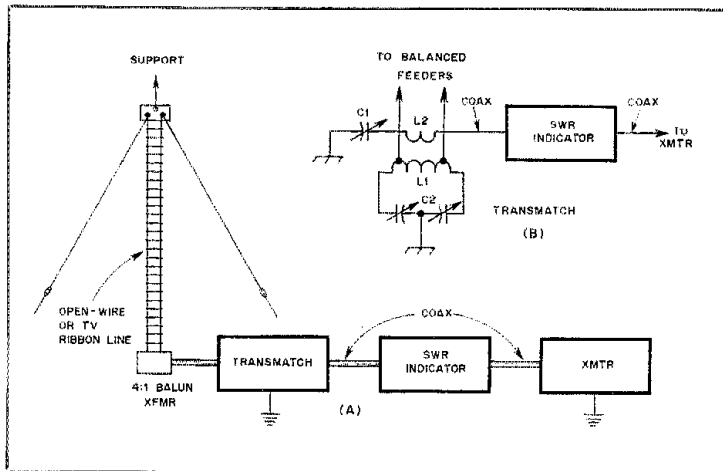 SUPPORT
TO BALANCED
FEEDERS
C1
L2
COAX
SWR
INDICATOR
COAX
TO
XMTR
L1
C2
TRANSMATCH
(B)
OPEN-WIRE
OR TV
RIBBON LINE
4:1 BALUN
XFMR
TRANSMATCH
COAX
SWR
INDICATOR
XMTR
(A)